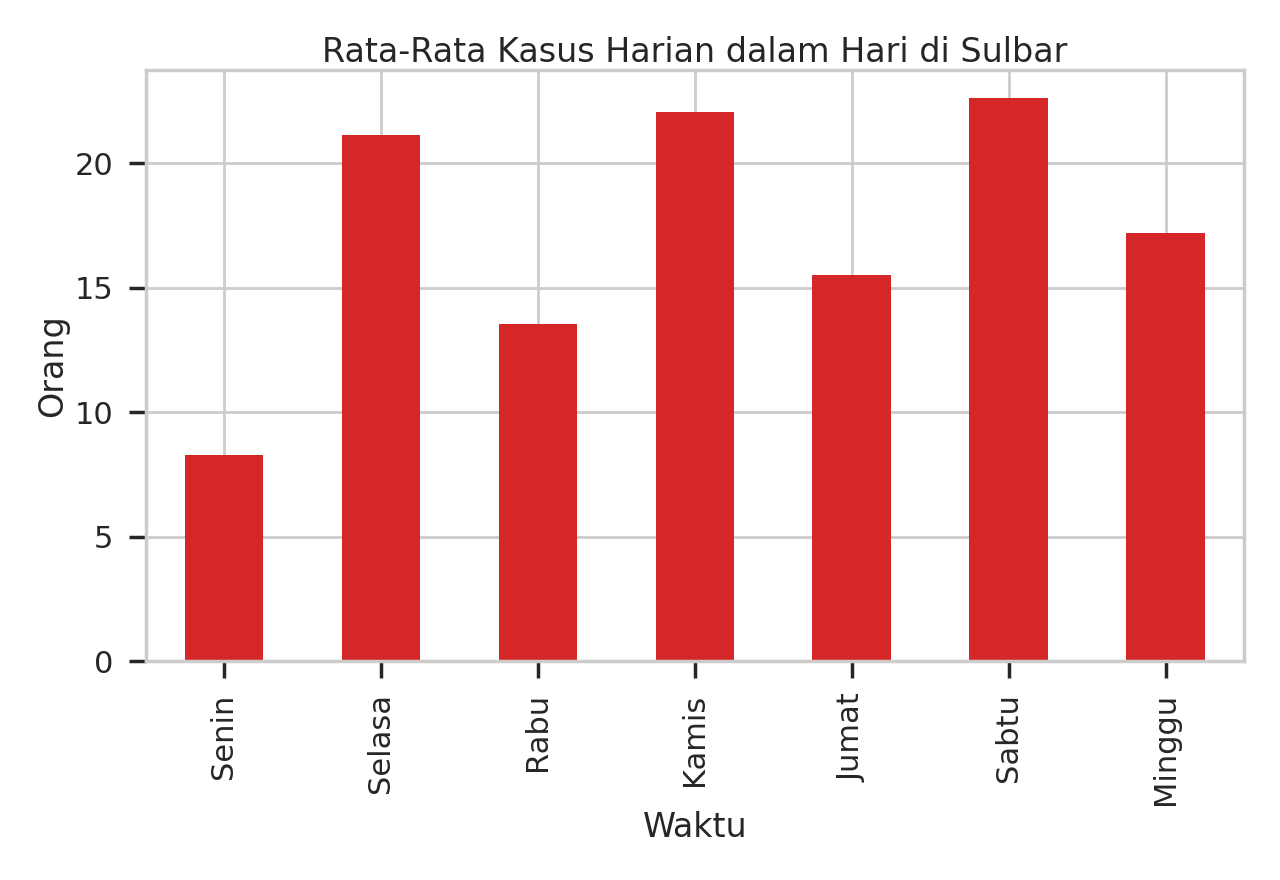 Rata-Rata Kasus Harian dalam Hari di Sulbar
Orang
20
15
10
5
0
Senin
Selasa
Rabu
Kamis
Jumat
Sabtu
Minggu
Waktu